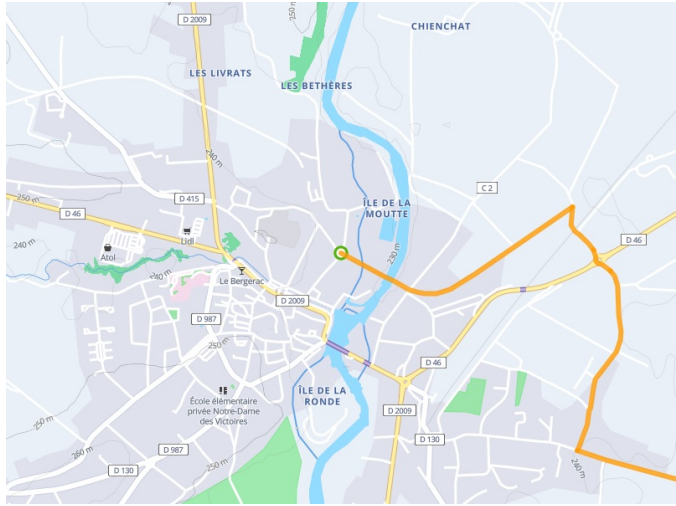 CHIENCHAT
D 2009
LES LIVRATS
LES BETHÈRES
240 m
C 2
250 m
D 415
ÎLE DE LA
MOUTTE
D 46
Lidl
D 46
240 m
Atol
230 m
240 m
Le Bergerac
D 2009
D 987
250 m
D 46
École élémentaire
privée Notre-Dame
des Victoires
ÎLE DE LA
RONDE
D 2009
250 m
D 130
D 987
260 m
250 m
240 m
D 130